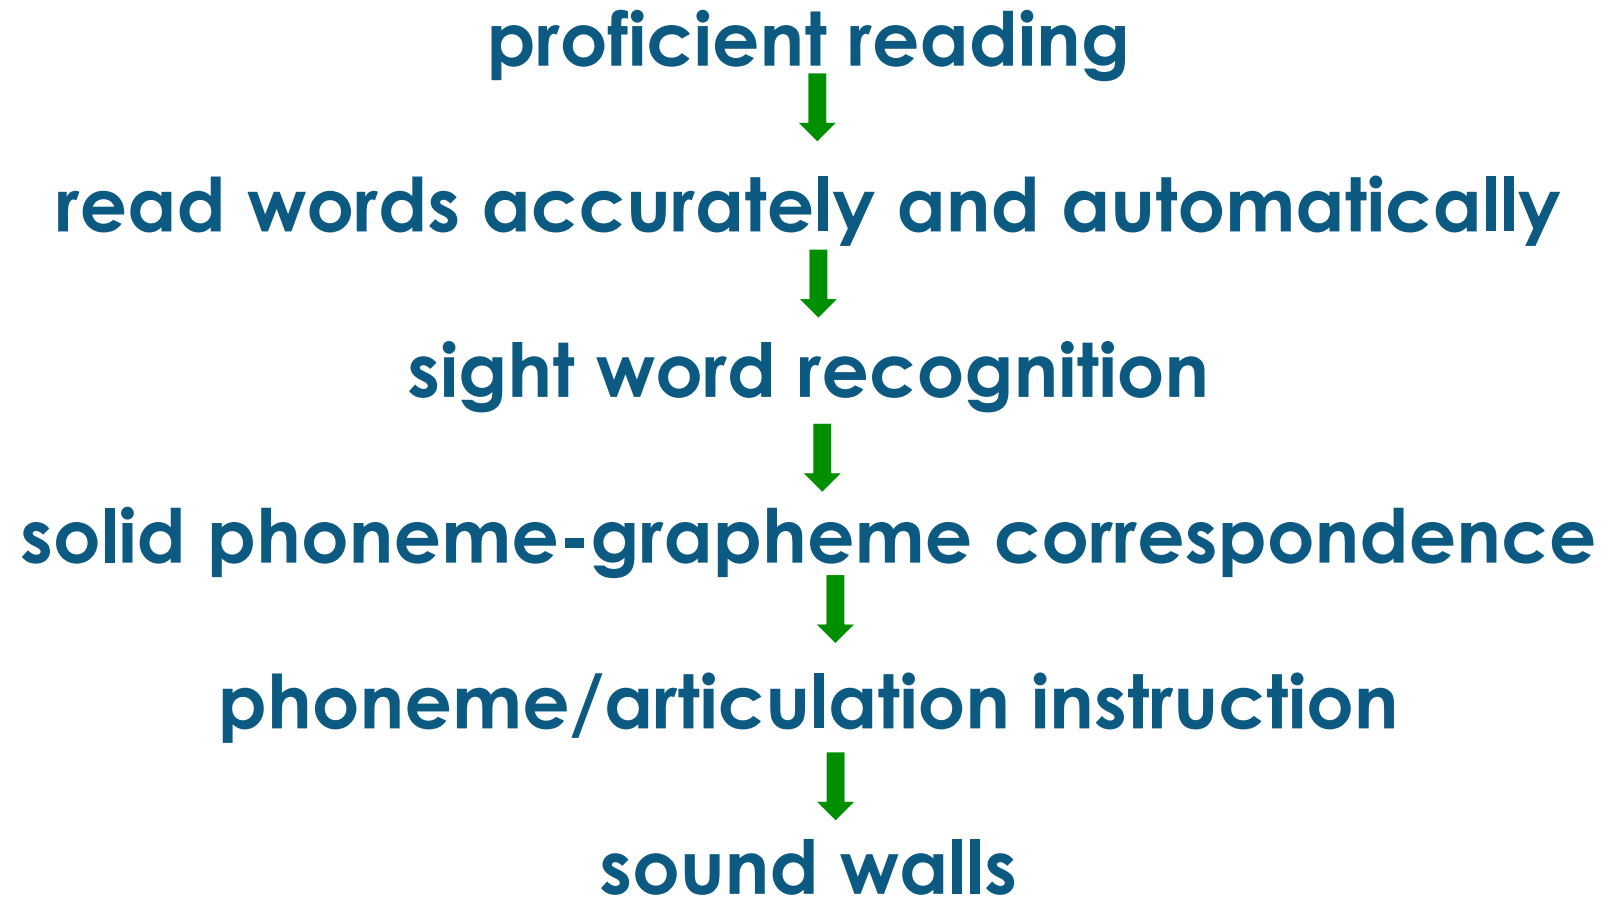 proficient reading
read words accurately and automatically
sight word recognition
solid phoneme-grapheme correspondence
phoneme/articulation instruction
sound walls